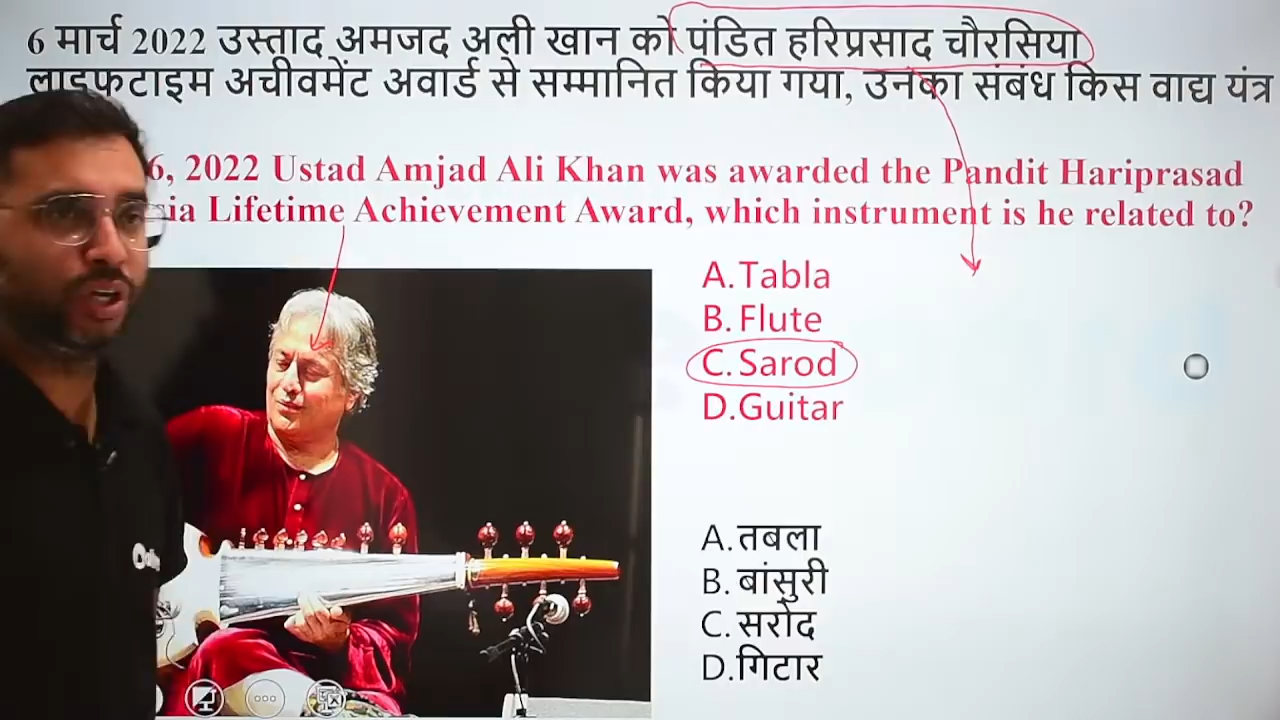 6 मार्च 2022 उस्ताद अमजद अली खान को पंडित हरिप्रसाद चौरसिया
लाइफटाइम अचीवमेंट अवार्ड से सम्मानित किया गया, उनका संबंध किस वाद्य यंत्र
6, 2022 Ustad Amjad Ali Khan was awarded the Pandit Hariprasad
sia Lifetime Achievement Award, which instrument is he related to?
A.Tabla
B. Flute
C. Sarod
D.Guitar
A.तबला
B. बांसुरी
C. सरोद
D.गिटार